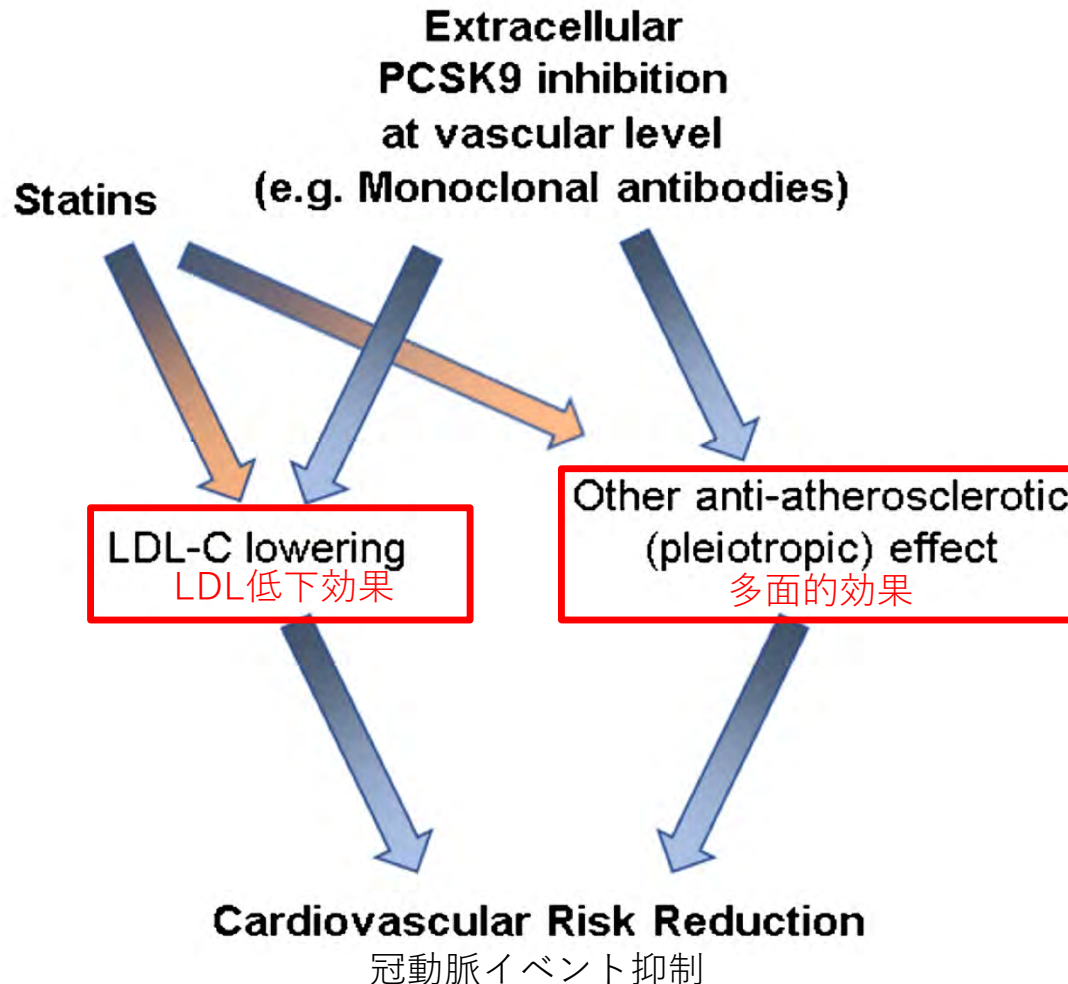 Extracellular
PCSK9 inhibition
at vascular level
(e.g. Monoclonal antibodies)
Statins
LDL-C lowering
LDL低下効果
Other anti-atherosclerotic
(pleiotropic) effect
多面的効果
Cardiovascular Risk Reduction
冠動脈イベント抑制